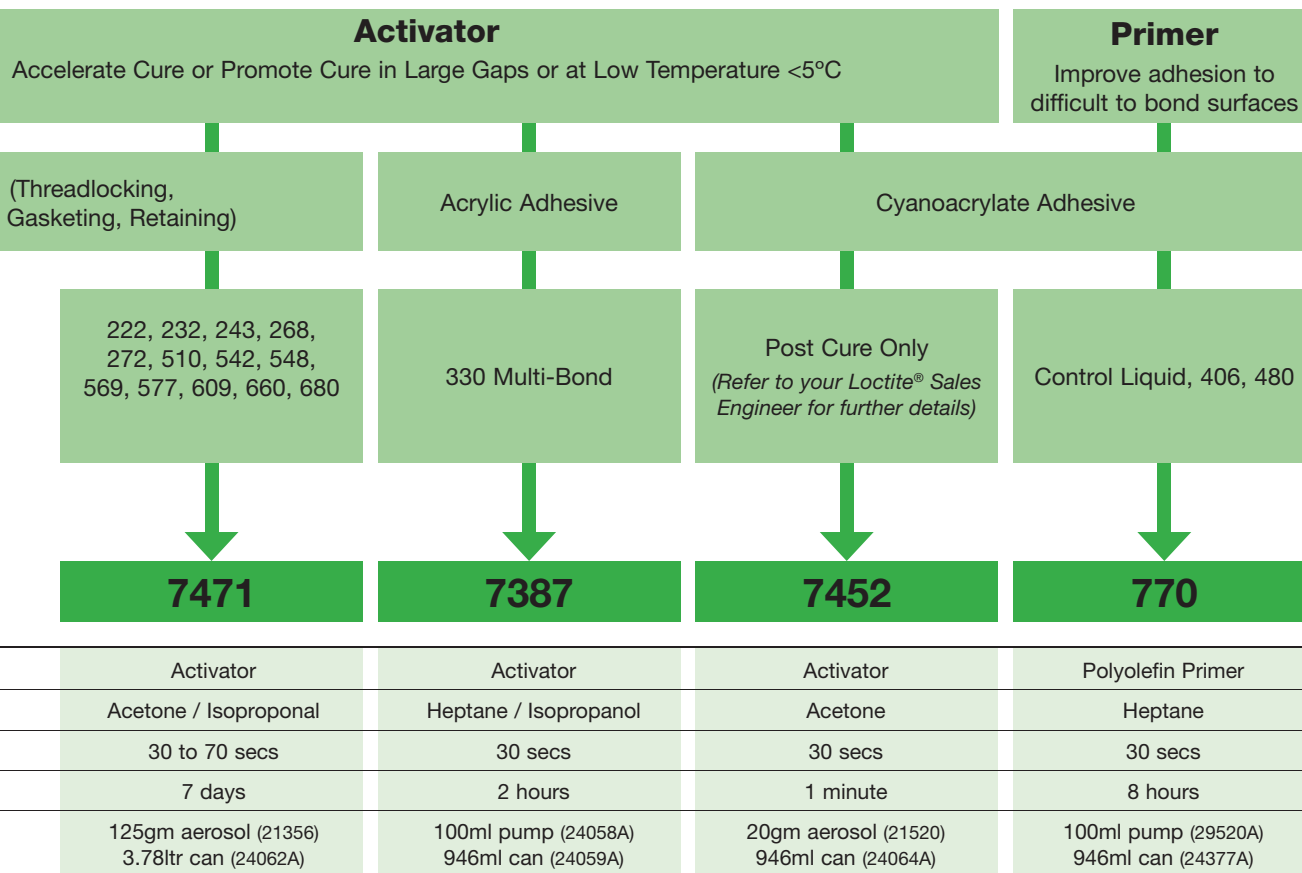 Activator
Accelerate Cure or Promote Cure in Large Gaps or at Low Temperature <5ºC
Primer
Improve adhesion to
difficult to bond surfaces
(Threadlocking,
Gasketing, Retaining)
Acrylic Adhesive
Cyanoacrylate Adhesive
222, 232, 243, 268,
272, 510, 542, 548,
569, 577, 609, 660, 680
330 Multi-Bond
Post Cure Only
(Refer to your Loctite® Sales
Engineer for further details)
Control Liquid, 406, 480
7471 7387 7452 770
Activator Activator Activator Polyolefin Primer
Acetone / Isoproponal Heptane / Isopropanol Acetone Heptane
30 to 70 secs 30 secs 30 secs 30 secs
7 days 2 hours 1 minute 8 hours
125gm aerosol (21356) 100ml pump (24058A) 20gm aerosol (21520) 100ml pump (29520A)
3.78ltr can (24062A) 946ml can (24059A) 946ml can (24064A) 946ml can (24377A)